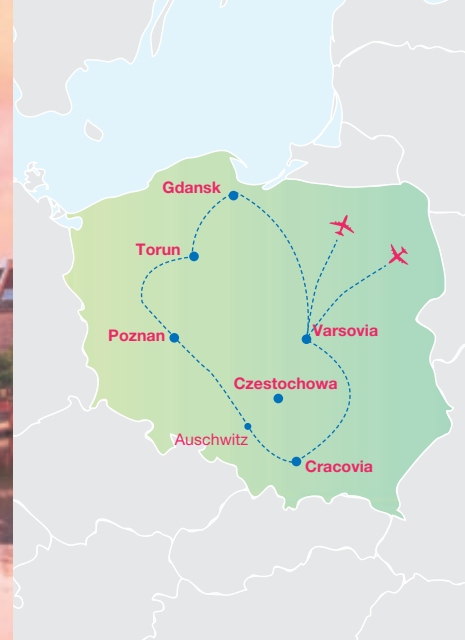 Gdansk
Torun
Poznan
Varsovia
Czestochowa
Auschwitz
Cracovia